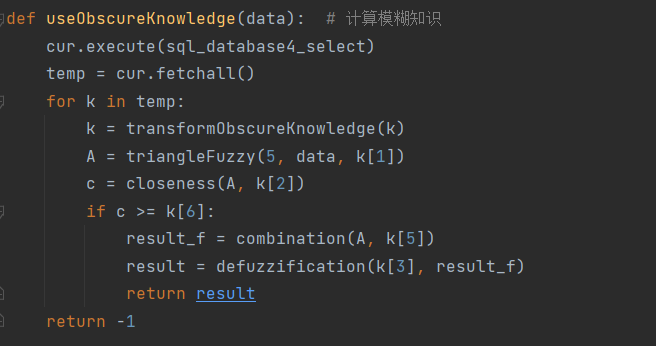 def useObscureKnowledge(data):  # 计算模糊知识
    cur.execute(sql_database4_select)
    temp = cur.fetchall()
    for k in temp:
        k = transformObscureKnowledge(k)
        A = triangleFuzzy(5, data, k[1])
        c = closeness(A, k[2])
        if c >= k[6]:
            result_f = combination(A, k[5])
            result = defuzzification(k[3], result_f)
            return result
    return -1